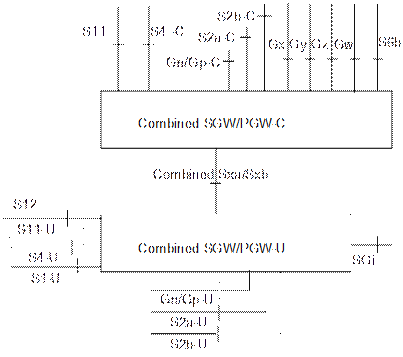 S2b-C
S11 S4-C S2a-C Gx Gy Gz Gw S6b
Gn/Gp-C
Combined SGW/PGW-C
Combined Sxa/Sxb
S12
S11-U
Combined SGW/PGW-U
S4-U
SGi
S1-U
Gn/Gp-U
S2a-U
S2b-U